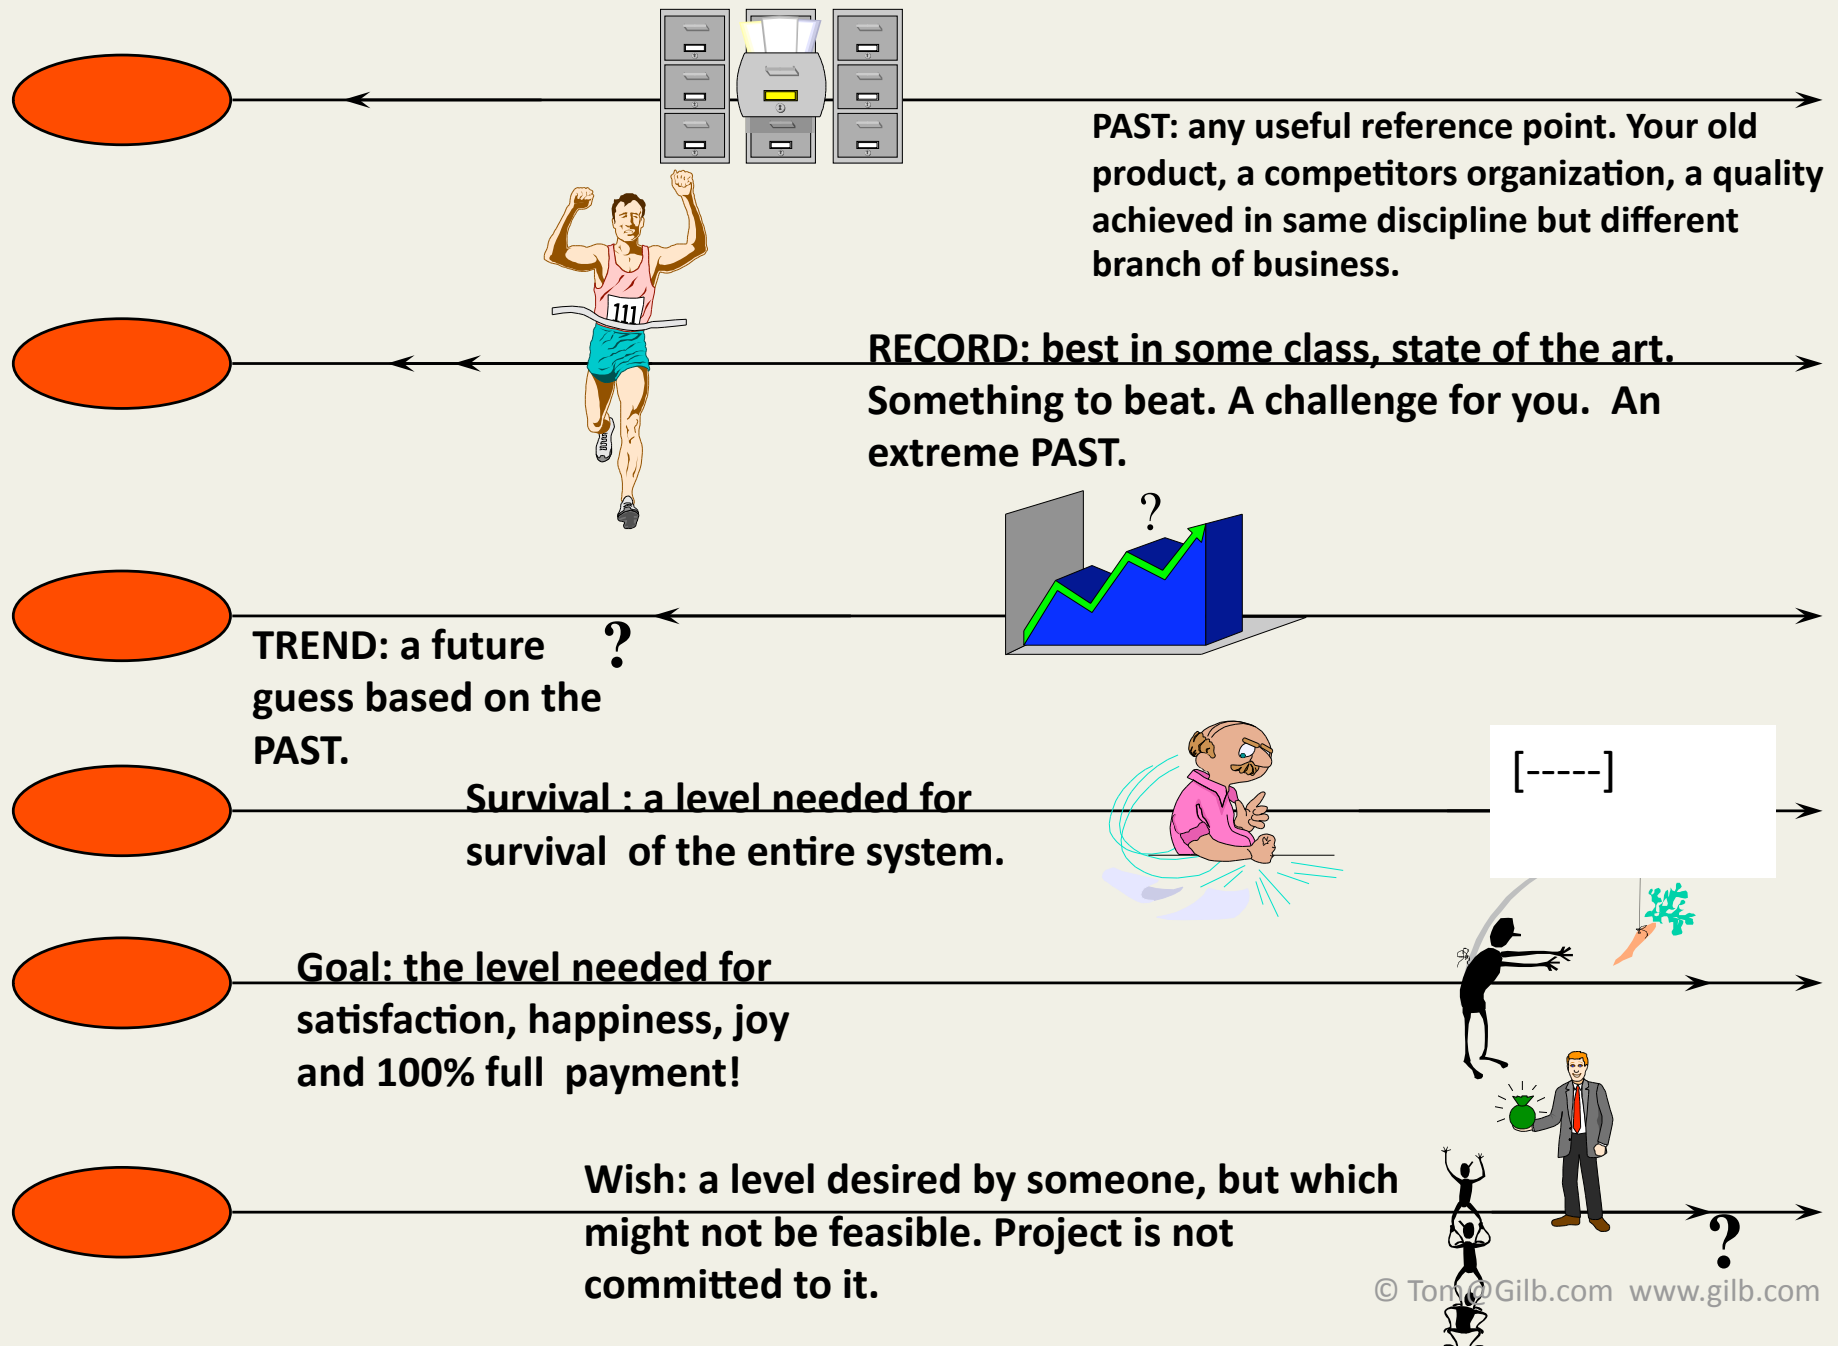 PAST: any useful reference point. Your old
product, a competitors organization, a quality
achieved in same discipline but different
branch of business.
111
RECORD: best in some class, state of the art.
Something to beat. A challenge for you.  An
extreme PAST.
?
TREND: a future
?
guess based on the
PAST.
[-----]
Survival : a level needed for
survival  of the entire system.
Goal: the level needed for
satisfaction, happiness, joy
and 100% full  payment!
Wish: a level desired by someone, but which
might not be feasible. Project is not
committed to it.
?
© Tom@Gilb.com  www.gilb.com